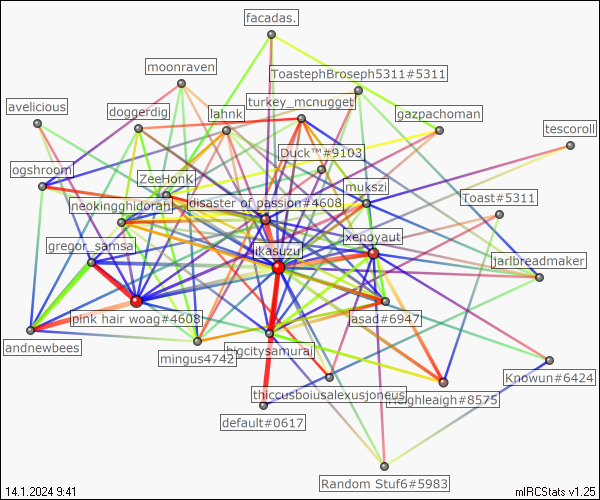 facadas.
moonraven
ToastephBroseph5311#5311
avelicious
doggerdig
lahnk
turkey_mcnugget
gazpachoman
tescoroll
Duck™#9103
ogshroom
ZeeHonk
mukszi
Toast#5311
neokingghidorah
disaster of passion#4608
gregor_samsa
ikasuzu
xenoyaut
jarlbreadmaker
pink hair woag#4608
lasad#6947
andnewbees
mingus4742
bigcitysamurai
Knowun#6424
thiccusboiusalexusjoneus
Heighleaigh#8575
default#0617
Random Stuf6#5983
14.1.2024 9:41
mIRCStats v1.25